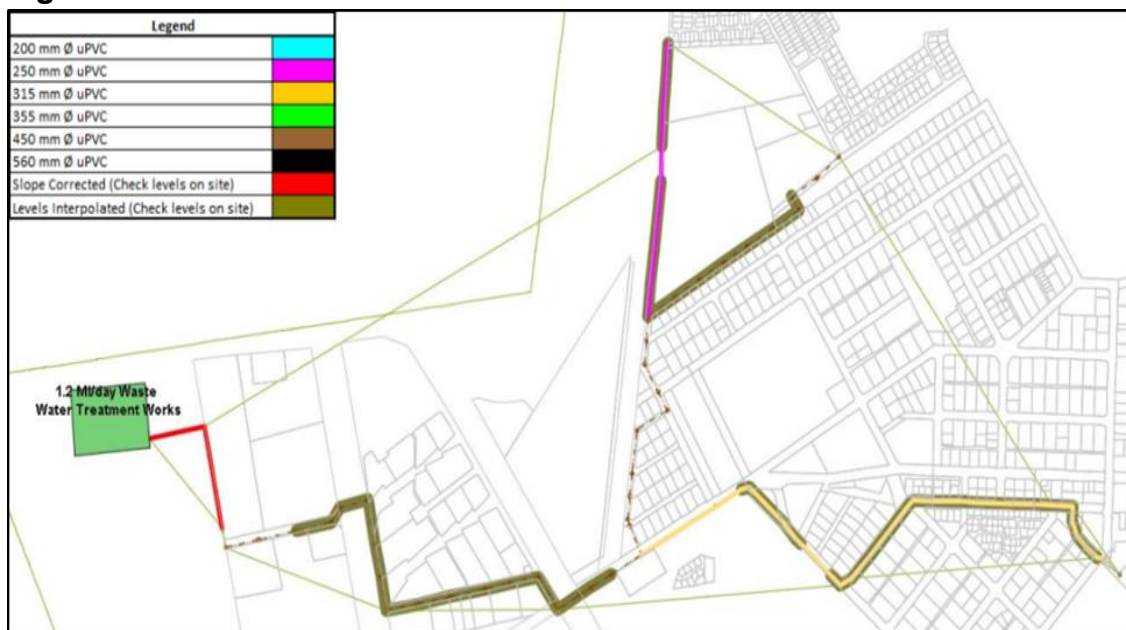 Legend
200 mm Ø uPVC
250 mm Ø uPVC
315 mm Ø uPVC
355 mm Ø uPVC
450 mm Ø uPVC
560 mm Ø uPVC
Slope Corrected (Check levels on site)
Levels Interpolated (Check levels on site)
1.2 Ml/day Waste
Water Treatment Works